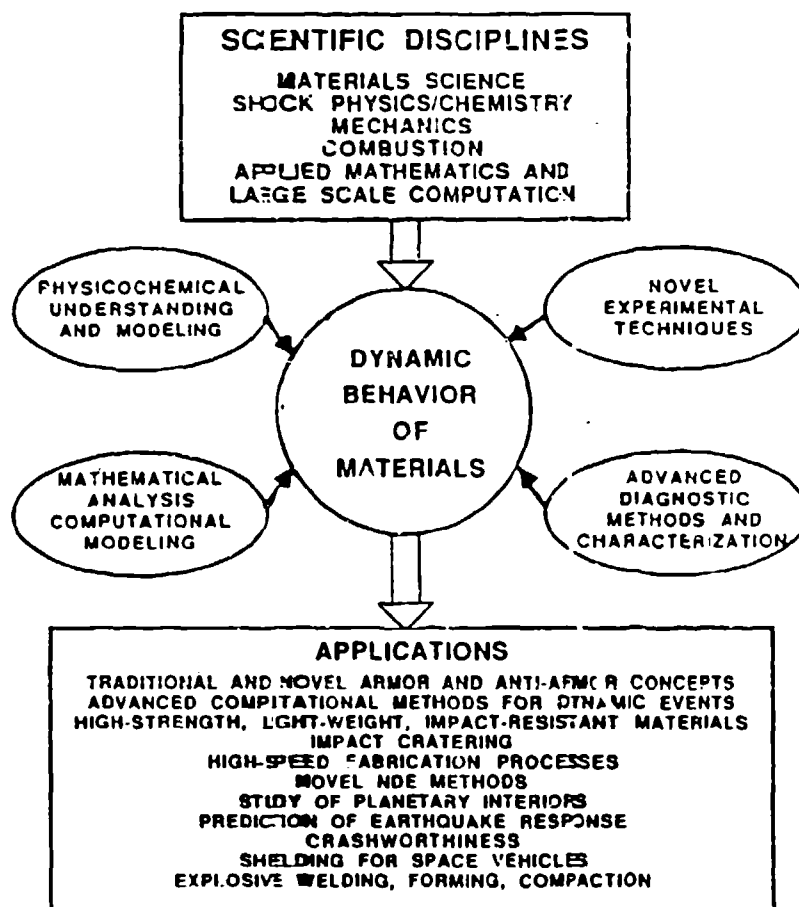 SCIENTIFIC DISCIPLINES
MATERIALS SCIENCE
SHOCK PHYSICS/CHEMISTRY
MECHANICS
COMBUSTION
APPLIED MATHEMATICS AND
LARGE SCALE COMPUTATION
PHYSICOCHEMICAL
UNDERSTANDING
AND MODELING
NOVEL
EXPERIMENTAL
TECHNIQUES
DYNAMIC
BEHAVIOR
OF
MATERIALS
MATHEMATICAL
ANALYSIS
COMPUTATIONAL
MODELING
ADVANCED
DIAGNOSTIC
METHODS AND
CHARACTERIZATION
APPLICATIONS
TRADITIONAL AND NOVEL ARMOR AND ANTI-ARMOR CONCEPTS
ADVANCED COMPUTATIONAL METHODS FOR DYNAMIC EVENTS
HIGH-STRENGTH, LIGHT-WEIGHT, IMPACT-RESISTANT MATERIALS
IMPACT CRATERING
HIGH-SPEED FABRICATION PROCESSES
NOVEL NDE METHODS
STUDY OF PLANETARY INTERIORS
PREDICTION OF EARTHQUAKE RESPONSE
CRASHWORTHINESS
SHIELDING FOR SPACE VEHICLES
EXPLOSIVE WELDING, FORMING, COMPACTION